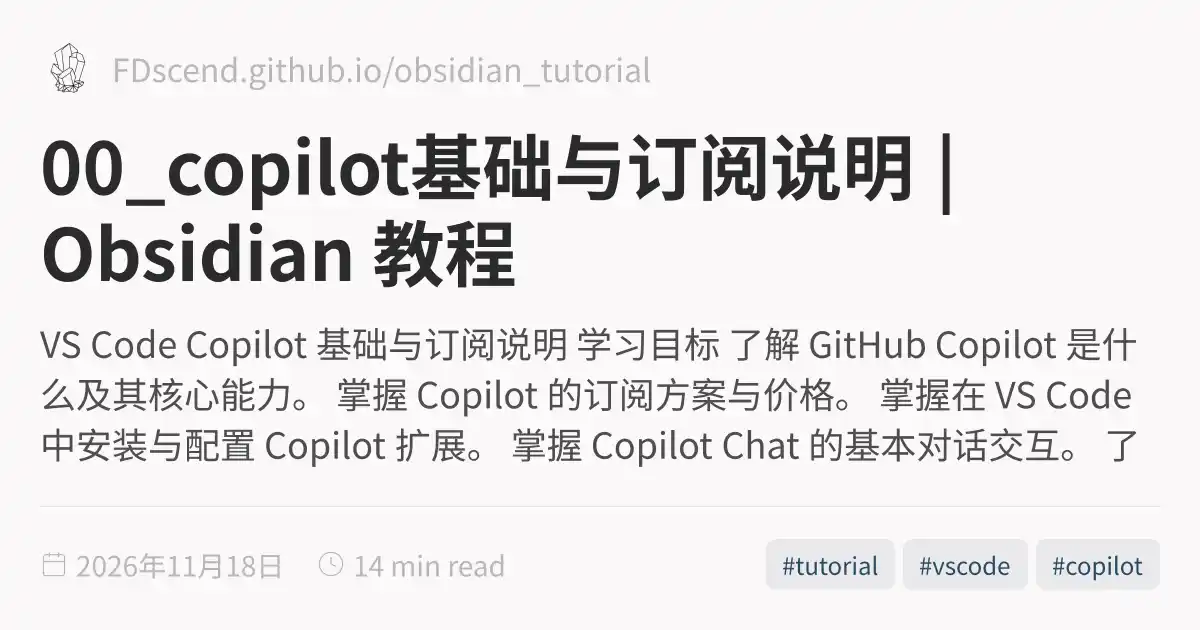 FDscend.github.io/obsidian_tutorial
00_copilot基础与订阅说明 |
Obsidian 教程
VS Code Copilot 基础与订阅说明 学习目标 了解 GitHub Copilot 是什
么及其核心能力。 掌握 Copilot 的订阅方案与价格。 掌握在 VS Code
中安装与配置 Copilot 扩展。 掌握 Copilot Chat 的基本对话交互。 了
2026年11月18日 14 min read #tutorial #vscode #copilot